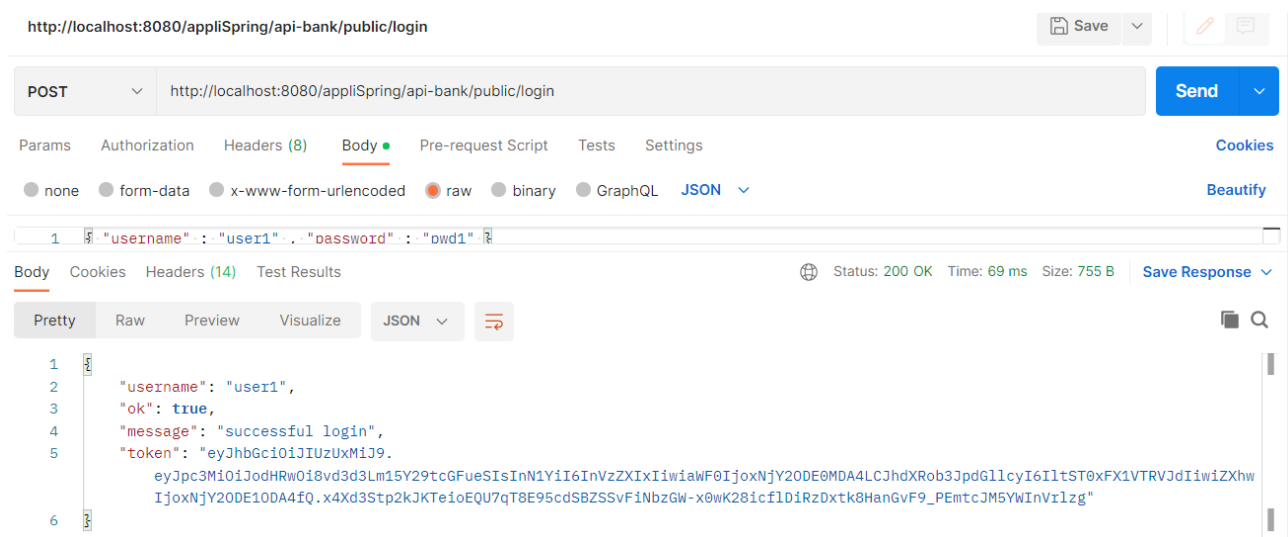 http://localhost:8080/appliSpring/api-bank/public/login
Save
POST http://localhost:8080/appliSpring/api-bank/public/login Send
Params Authorization Headers (8) Body Pre-request Script Tests Settings Cookies
none form-data x-www-form-urlencoded raw binary GraphQL JSON Beautify
1 { "username" : "user1" , "password" : "pwd1" }
Body Cookies Headers (14) Test Results Status: 200 OK Time: 69 ms Size: 755 B Save Response
Pretty Raw Preview Visualize JSON
1 {
2 "username": "user1",
3 "ok": true,
4 "message": "successful login",
5 "token": "eyJhbGciOiJIUzUxMiJ9.
eyJpc3MiOiJodHRwOi8vd3d3Lm15Y29tcGFueSIsInN1YiI6InVzZXIxIiwiaWF0IjoxNjY2ODE0MDA4LCJhdXRob3JpdGllcyI6IltST0xFX1VTRVJdIiwiZXhw
IjoxNjY2ODE1ODA4fQ.x4Xd3Stp2kJKTeioEQU7qT8E95cdSBZSSvFiNbzGW-x0wK28icflDiRzDxtk8HanGvF9_PEmtcJM5YWInVrlzg"
6 }